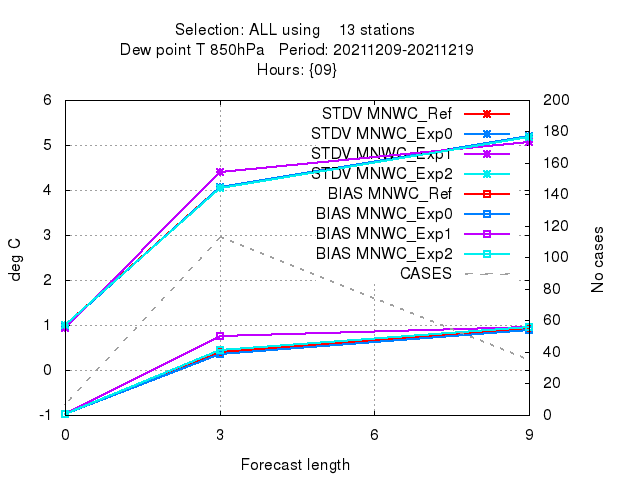 Selection: ALL using    13 stations
Dew point T 850hPa   Period: 20211209-20211219
Hours: {09}
STDV MNWC_Ref
STDV MNWC_Exp0
STDV MNWC_Exp1
STDV MNWC_Exp2
BIAS MNWC_Ref
BIAS MNWC_Exp0
BIAS MNWC_Exp1
BIAS MNWC_Exp2
CASES
deg C
6
5
4
3
2
1
0
-1
200
180
160
140
120
100
80
60
40
20
0
No cases
0 3 6 9
Forecast length